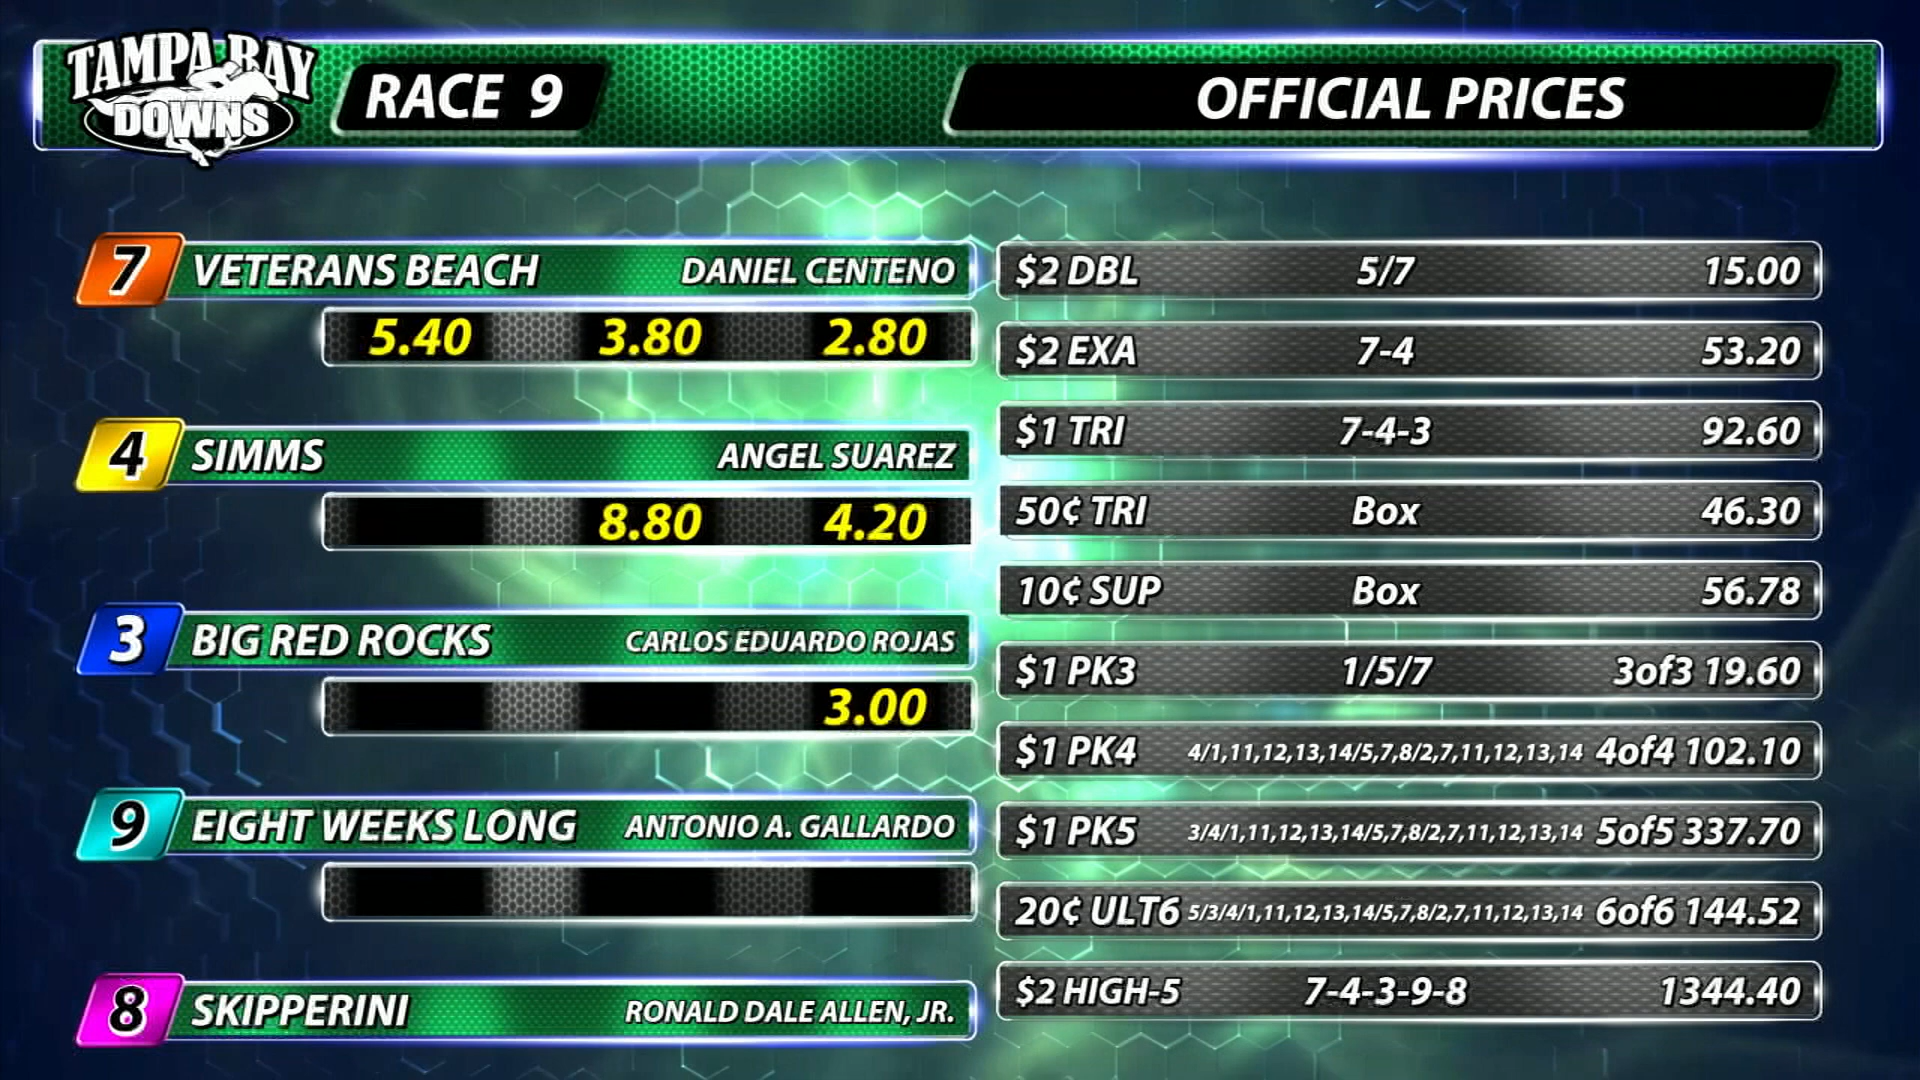 TAMPA BAY
DOWNS
RACE 9
OFFICIAL PRICES
7 VETERANS BEACH DANIEL CENTENO
5.40 3.80 2.80
4 SIMMS ANGEL SUAREZ
8.80 4.20
3 BIG RED ROCKS CARLOS EDUARDO ROJAS
3.00
9 EIGHT WEEKS LONG ANTONIO A. GALLARDO
8 SKIPPERINI RONALD DALE ALLEN, JR.
$2 DBL 5/7 15.00
$2 EXA 7-4 53.20
$1 TRI 7-4-3 92.60
50¢ TRI Box 46.30
10¢ SUP Box 56.78
$1 PK3 1/5/7 3of3 19.60
$1 PK4 4/1,11,12,13,14/5,7,8/2,7,11,12,13,14 4of4 102.10
$1 PK5 3/4/1,11,12,13,14/5,7,8/2,7,11,12,13,14 5of5 337.70
20¢ ULT6 5/3/4/1,11,12,13,14/5,7,8/2,7,11,12,13,14 6of6 144.52
$2 HIGH-5 7-4-3-9-8 1344.40